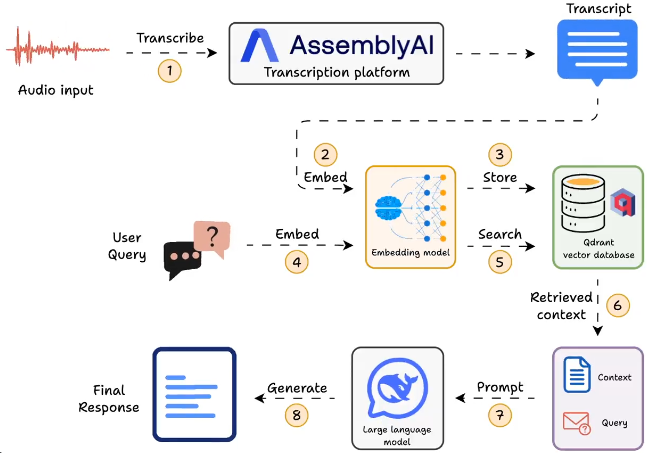 Transcript
Transcribe
1
AssemblyAI
Transcription platform
Audio input
2
Embed
3
Store
Embedding model
Qdrant
vector database
User
Query
?
Embed
4
Search
5
Retrieved
context
6
Context
Query
Prompt
7
Large language
model
Generate
8
Final
Response